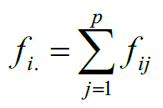 f_{i.} = \sum_{j=1}^{p} f_{ij}